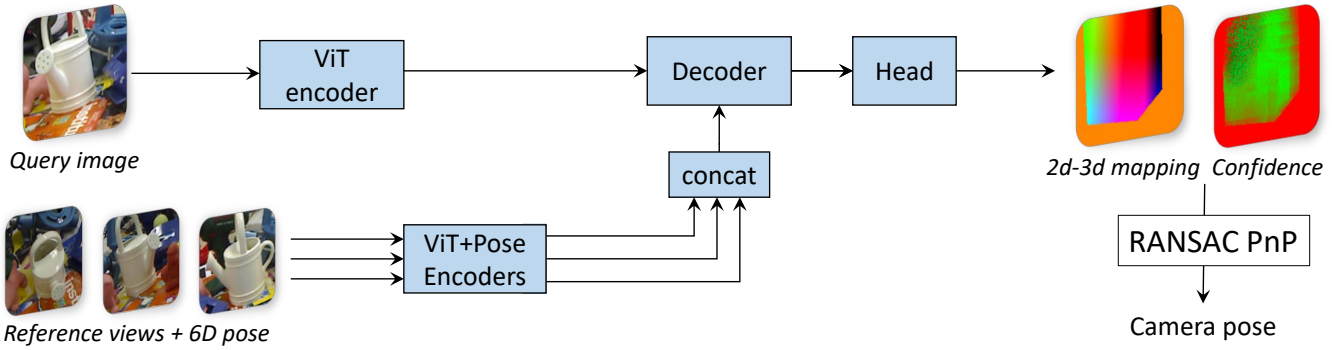 ViT
encoder
Decoder
Head
Query image
2d-3d mapping
Confidence
concat
ViT+Pose
Encoders
RANSAC PnP
Reference views + 6D pose
Camera pose